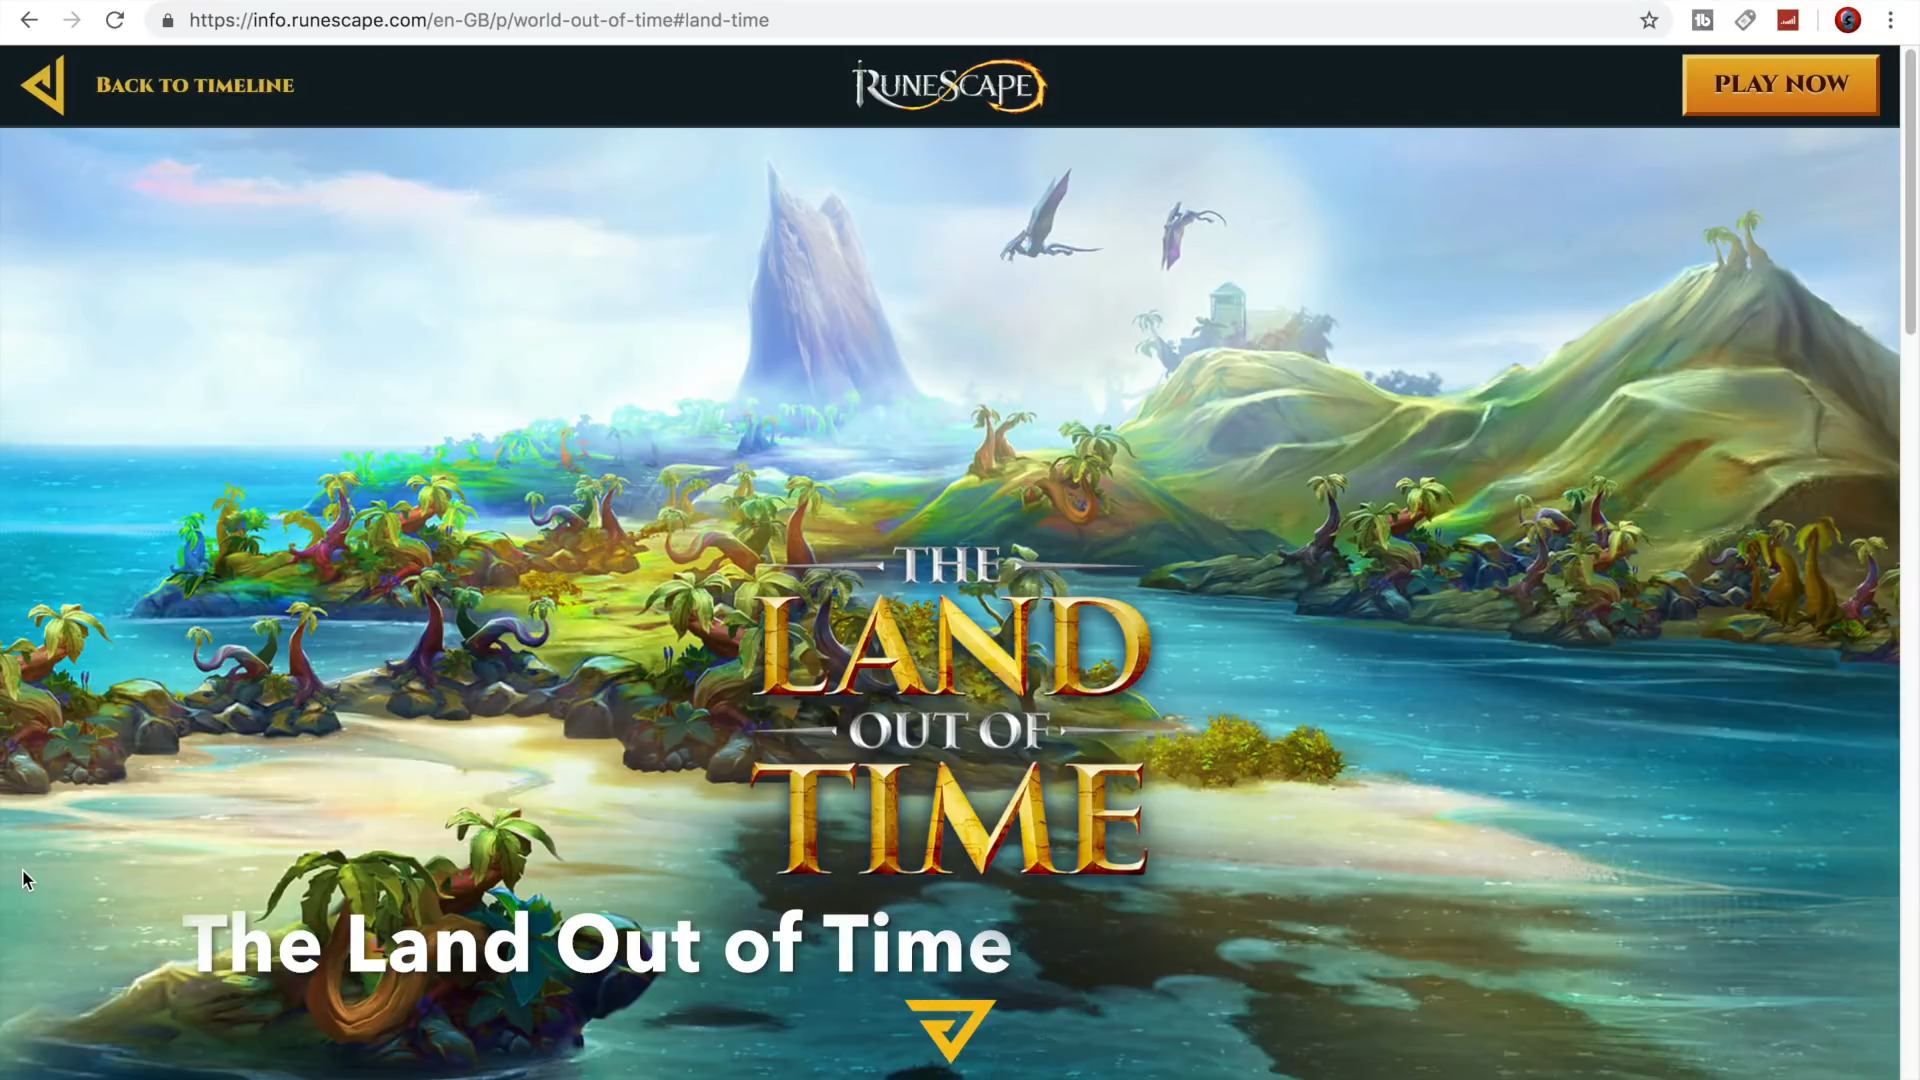 https://info.runescape.com/en-GB/p/world-out-of-time#land-time
tb
BACK TO TIMELINE
RUNESCAPE
PLAY NOW
THE
LAND
OUT OF
TIME
The Land Out of Time